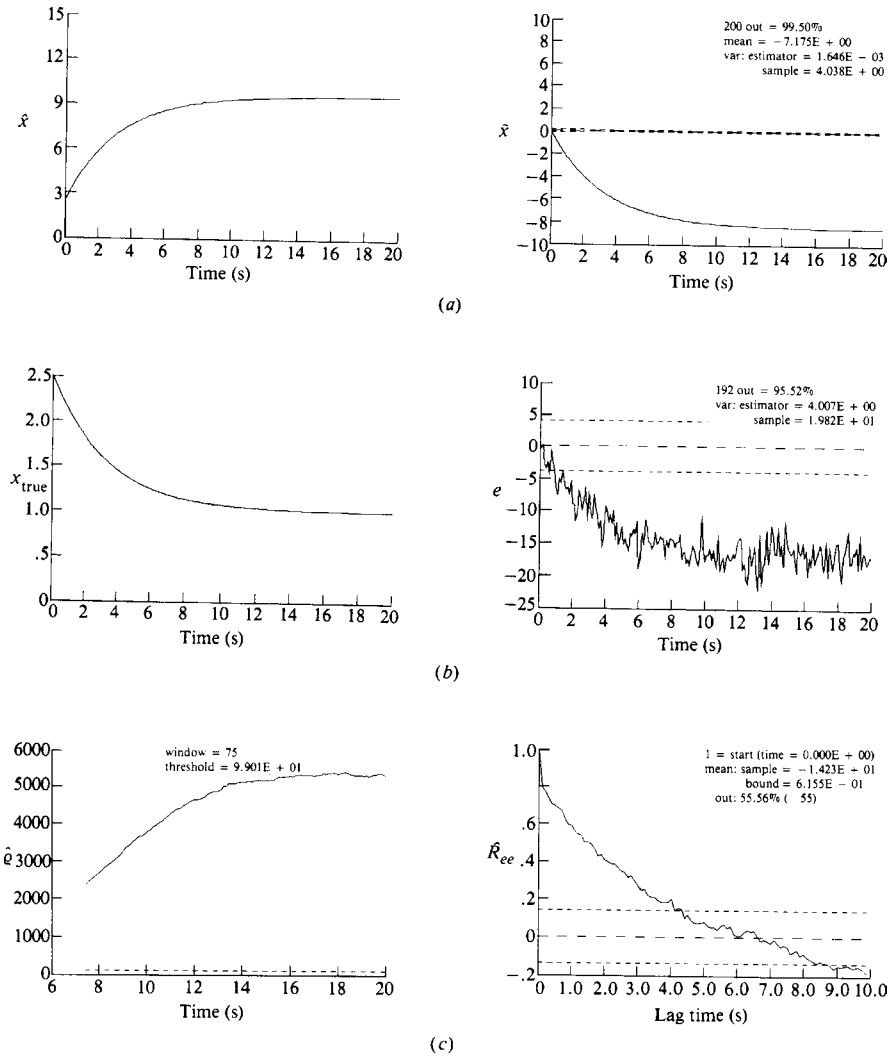 15
12
9
6
3
0
x̂
0 2 4 6 8 10 12 14 16 18 20
Time (s)
200 out = 99.50%
mean = −7.175E + 00
var: estimator = 1.646E − 03
sample = 4.038E + 00
10
8
6
4
2
0
−2
−4
−6
−8
−10
x̃
0 2 4 6 8 10 12 14 16 18 20
Time (s)
(a)
2.5
2.0
1.5
1.0
.5
0
x_true
0 2 4 6 8 10 12 14 16 18 20
Time (s)
192 out = 95.52%
var: estimator = 4.007E + 00
sample = 1.982E + 01
10
5
0
−5
−10
−15
−20
−25
e
0 2 4 6 8 10 12 14 16 18 20
Time (s)
(b)
window = 75
threshold = 9.901E + 01
6000
5000
4000
3000
2000
1000
0
ϱ̂
6 8 10 12 14 16 18 20
Time (s)
1 = start (time = 0.000E + 00)
mean: sample = −1.423E + 01
bound = 6.155E − 01
out: 55.56% ( 55)
1.0
.8
.6
.4
.2
0
−.2
R̂ee
0 1.0 2.0 3.0 4.0 5.0 6.0 7.0 8.0 9.0 10.0
Lag time (s)
(c)